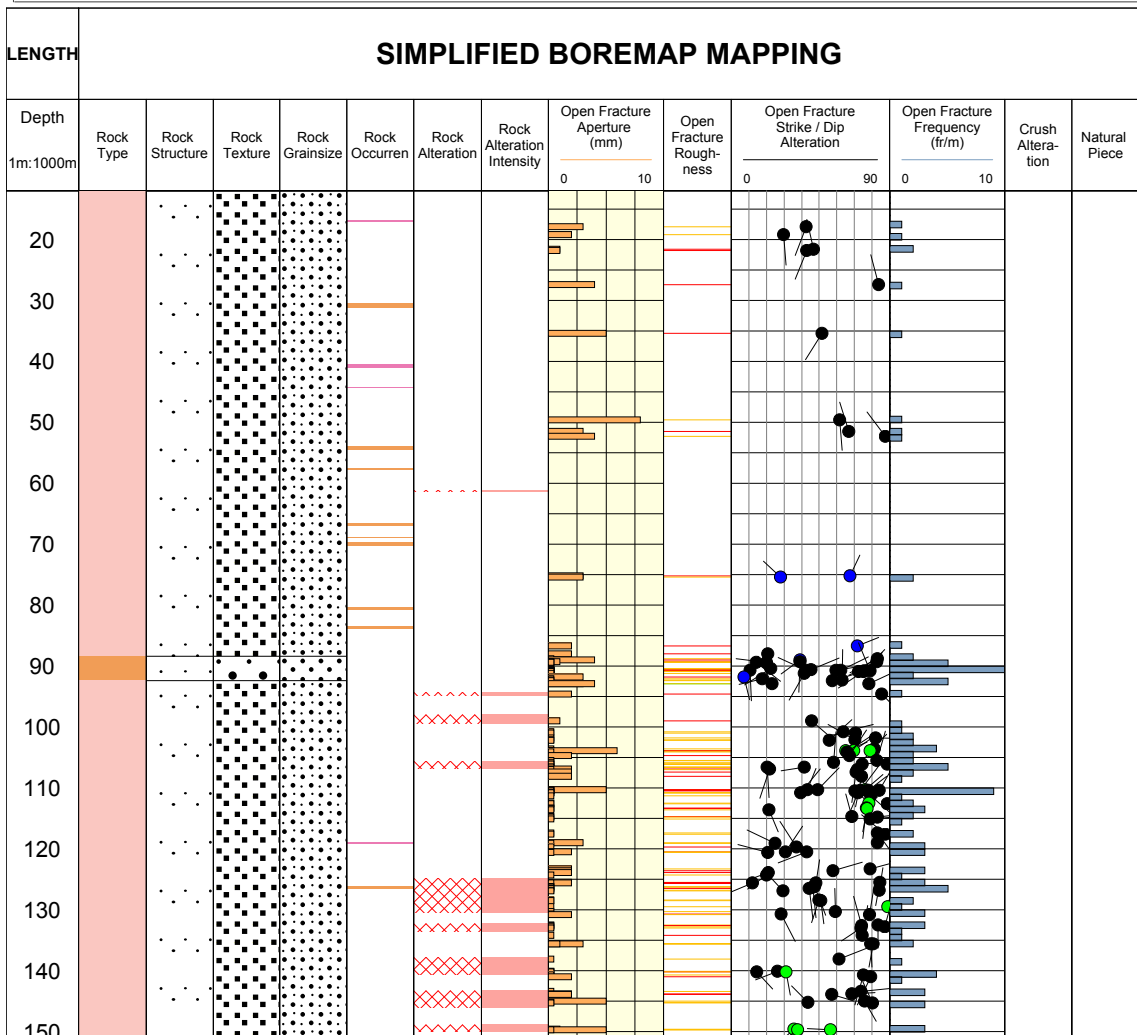 LENGTH
SIMPLIFIED BOREMAP MAPPING
Depth
1m:1000m
Rock
Type
Rock
Structure
Rock
Texture
Rock
Grainsize
Rock
Occurren
Rock
Alteration
Rock
Alteration
Intensity
Open Fracture
Aperture
(mm)
0 10
Open
Fracture
Rough-
ness
Open Fracture
Strike / Dip
Alteration
0 90
Open Fracture
Frequency
(fr/m)
0 10
Crush
Altera-
tion
Natural
Piece
20
30
40
50
60
70
80
90
100
110
120
130
140
150